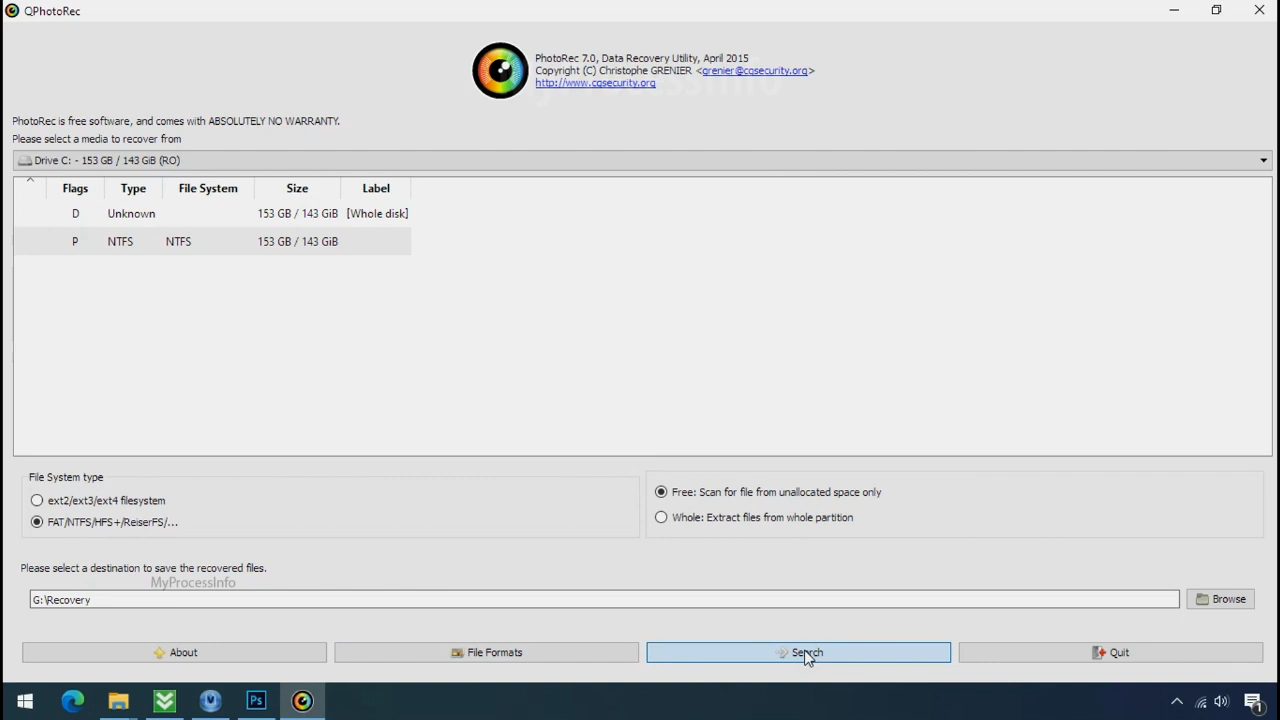 QPhotoRec
PhotoRec 7.0, Data Recovery Utility, April 2015
Copyright (C) Christophe GRENIER <grenier@cgsecurity.org>
http://www.cgsecurity.org
PhotoRec is free software, and comes with ABSOLUTELY NO WARRANTY.
Please select a media to recover from
Drive C: - 153 GB / 143 GiB (RO)
Flags Type File System Size Label
D Unknown 153 GB / 143 GiB [Whole disk]
P NTFS NTFS 153 GB / 143 GiB
File System type
ext2/ext3/ext4 filesystem
FAT/NTFS/HFS+/ReiserFS/...
Free: Scan for file from unallocated space only
Whole: Extract files from whole partition
Please select a destination to save the recovered files.
MyProcessInfo
G:\Recovery
Browse
About
File Formats
Search
Quit
Ps
1